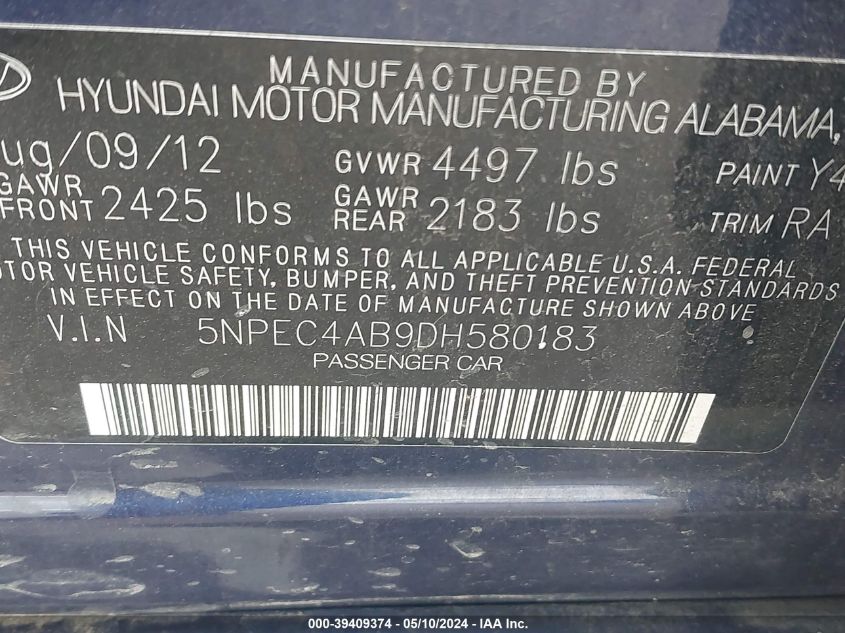 MANUFACTURED BY
HYUNDAI MOTOR MANUFACTURING ALABAMA,
ug/09/12 GVWR 4497 lbs PAINT Y4
GAWR FRONT 2425 lbs GAWR REAR 2183 lbs TRIM RA
THIS VEHICLE CONFORMS TO ALL APPLICABLE U.S.A. FEDERAL
OTOR VEHICLE SAFETY, BUMPER, AND THEFT PREVENTION STANDARDS
IN EFFECT ON THE DATE OF MANUFACTURE SHOWN ABOVE
V.I.N 5NPEC4AB9DH580183
PASSENGER CAR
000-39409374 - 05/10/2024 - IAA Inc.